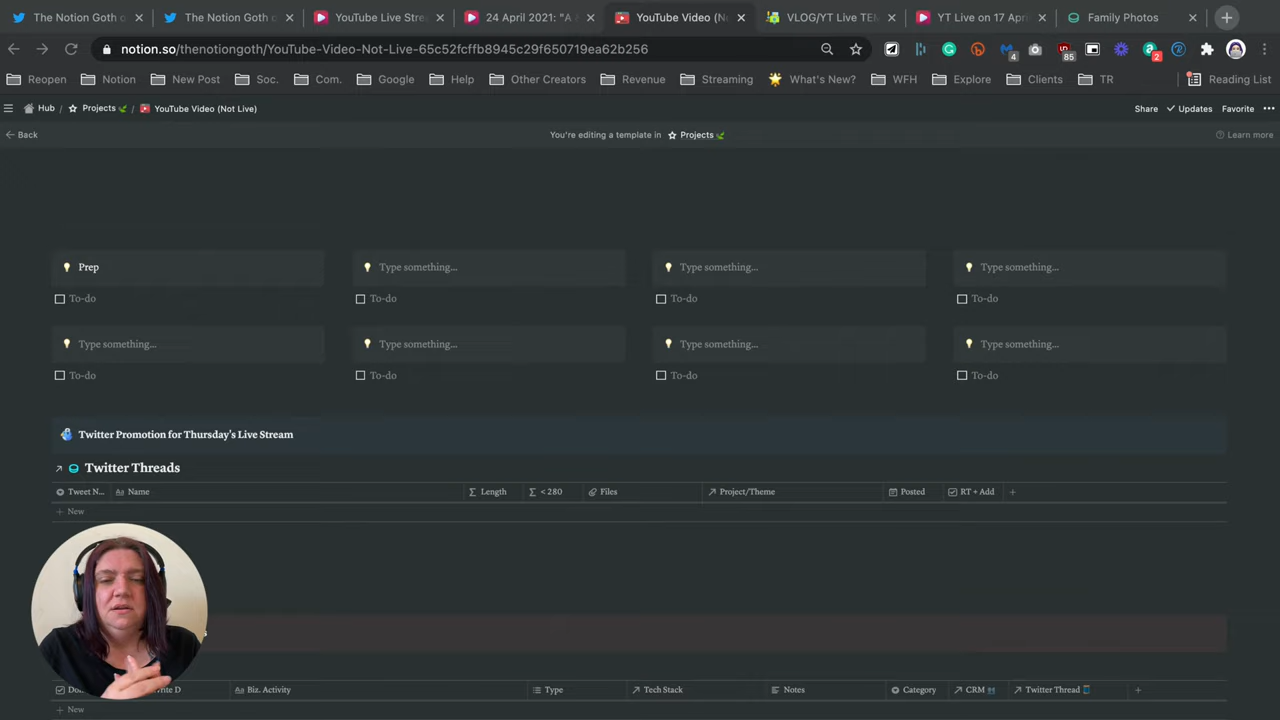 The Notion Goth o
The Notion Goth o
YouTube Live Stre
24 April 2021: "A
YouTube Video (N
VLOG/YT Live TE
YT Live on 17 Apri
Family Photos
notion.so/thenotiongoth/YouTube-Video-Not-Live-65c52fcffb8945c29f650719ea62b256
4
85
2
Reopen
Notion
New Post
Soc.
Com.
Google
Help
Other Creators
Revenue
Streaming
What's New?
WFH
Explore
Clients
TR
Reading List
Hub / Projects / YouTube Video (Not Live)
Share Updates Favorite
Back
You're editing a template in Projects
Learn more
Prep
Type something...
Type something...
Type something...
To-do
To-do
To-do
To-do
Type something...
Type something...
Type something...
Type something...
To-do
To-do
To-do
To-do
Twitter Promotion for Thursday's Live Stream
Twitter Threads
Tweet N...
Name
Length
< 280
Files
Project/Theme
Posted
RT + Add
New
Biz. Activity
Type
Tech Stack
Notes
Category
CRM
Twitter Thread
New